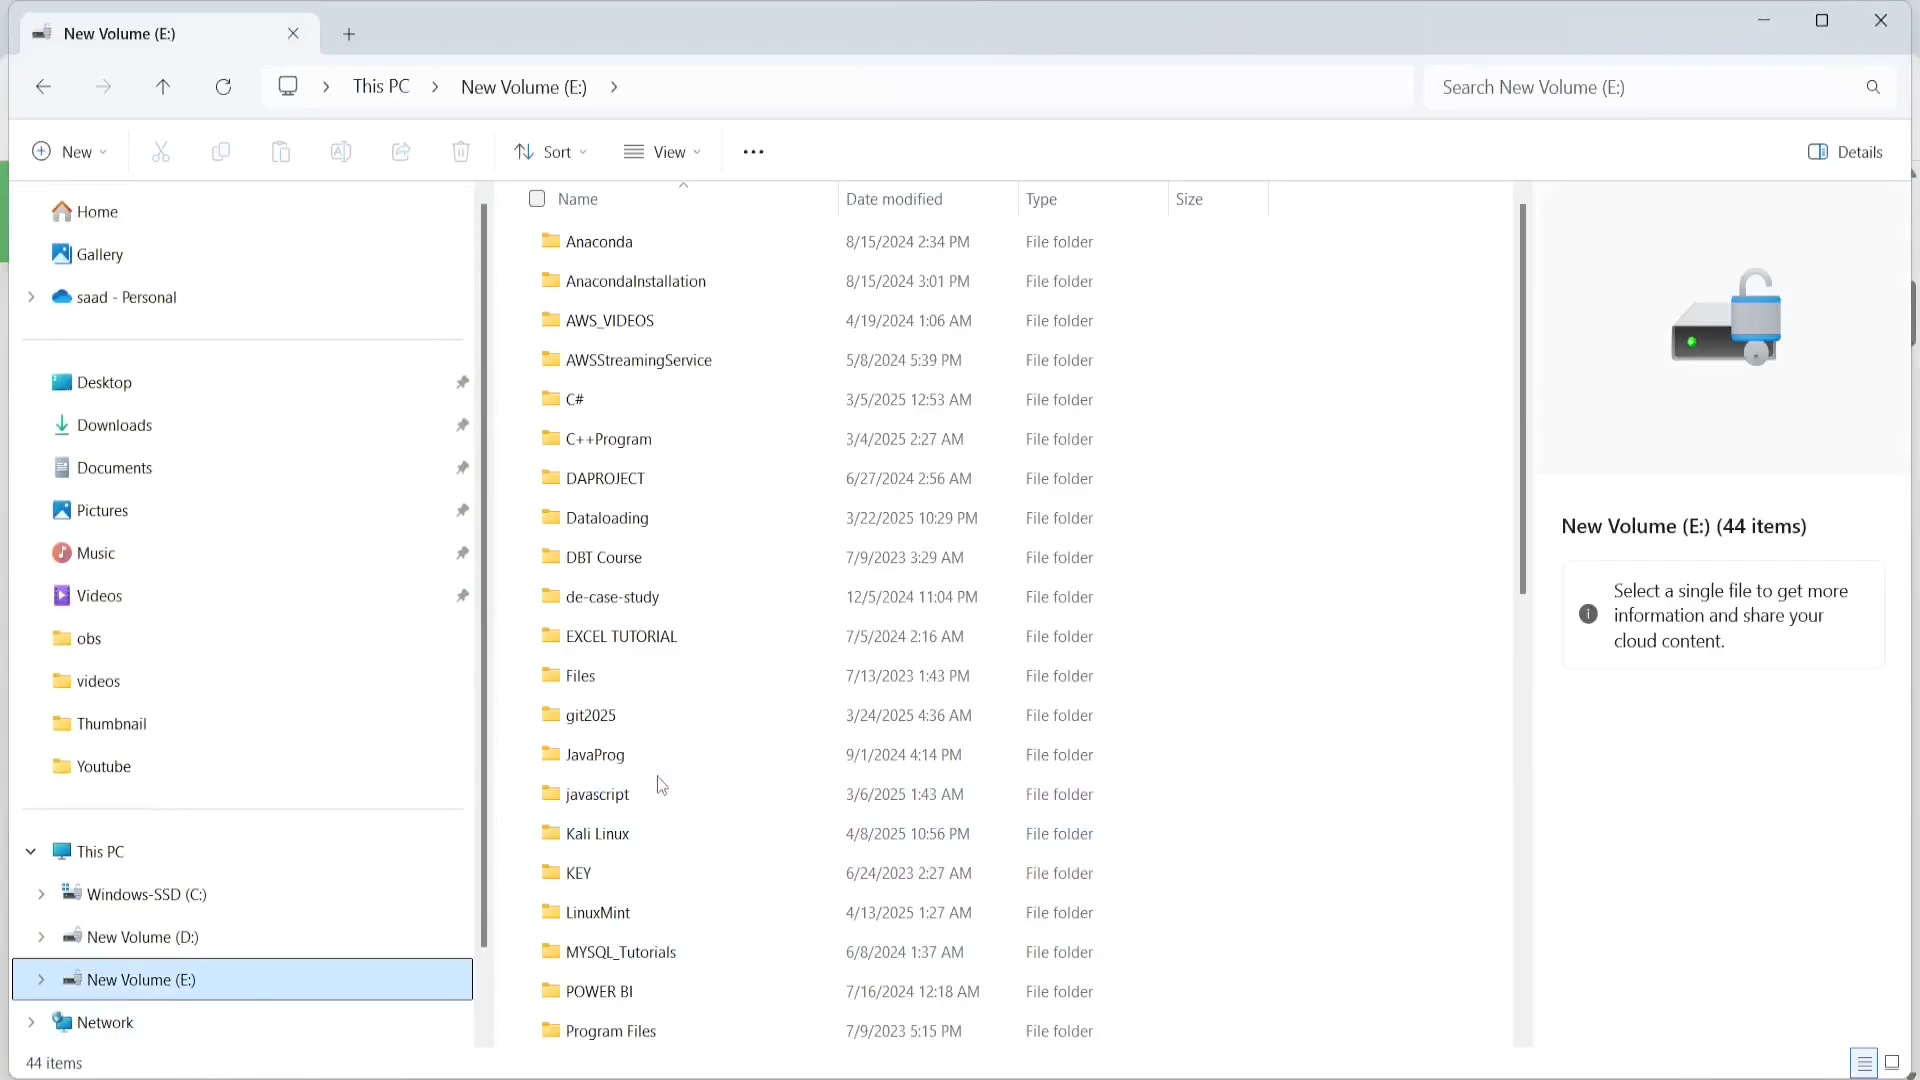 New Volume (E:)
This PC
New Volume (E:)
Search New Volume (E:)
New
Sort
View
Details
Home
Gallery
saad - Personal
Desktop
Downloads
Documents
Pictures
Music
Videos
obs
videos
Thumbnail
Youtube
This PC
Windows-SSD (C:)
New Volume (D:)
New Volume (E:)
Network
Name Date modified Type Size
Anaconda 8/15/2024 2:34 PM File folder
AnacondaInstallation 8/15/2024 3:01 PM File folder
AWS_VIDEOS 4/19/2024 1:06 AM File folder
AWSStreamingService 5/8/2024 5:39 PM File folder
C# 3/5/2025 12:53 AM File folder
C++Program 3/4/2025 2:27 AM File folder
DAPROJECT 6/27/2024 2:56 AM File folder
Dataloading 3/22/2025 10:29 PM File folder
DBT Course 7/9/2023 3:29 AM File folder
de-case-study 12/5/2024 11:04 PM File folder
EXCEL TUTORIAL 7/5/2024 2:16 AM File folder
Files 7/13/2023 1:43 PM File folder
git2025 3/24/2025 4:36 AM File folder
JavaProg 9/1/2024 4:14 PM File folder
javascript 3/6/2025 1:43 AM File folder
Kali Linux 4/8/2025 10:56 PM File folder
KEY 6/24/2023 2:27 AM File folder
LinuxMint 4/13/2025 1:27 AM File folder
MYSQL_Tutorials 6/8/2024 1:37 AM File folder
POWER BI 7/16/2024 12:18 AM File folder
Program Files 7/9/2023 5:15 PM File folder
New Volume (E:) (44 items)
Select a single file to get more
information and share your
cloud content.
44 items